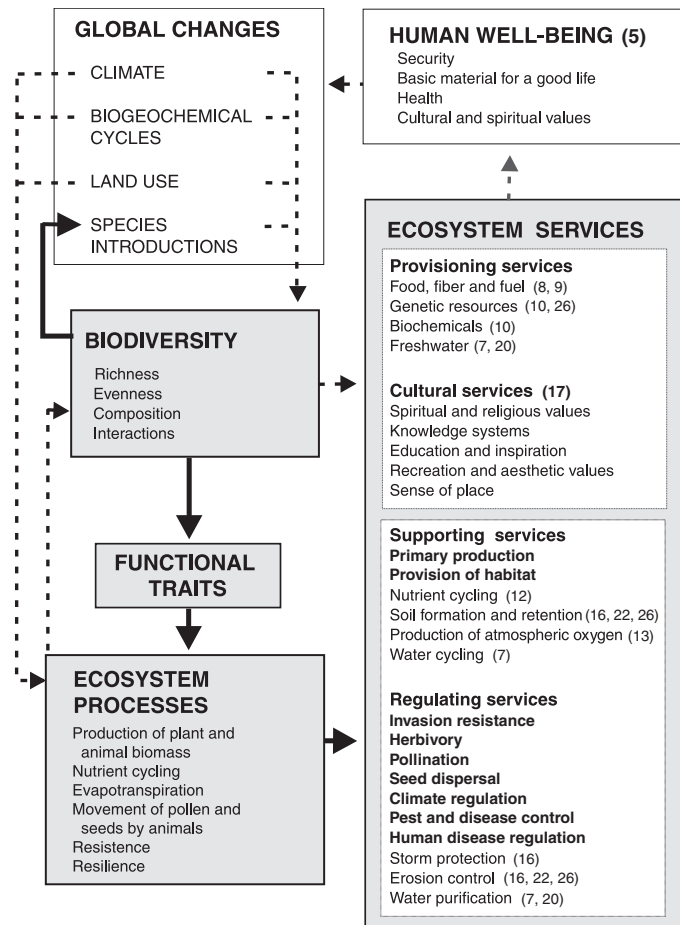 GLOBAL CHANGES
CLIMATE
BIOGEOCHEMICAL
CYCLES
LAND USE
SPECIES
INTRODUCTIONS
HUMAN WELL-BEING (5)
Security
Basic material for a good life
Health
Cultural and spiritual values
BIODIVERSITY
Richness
Evenness
Composition
Interactions
FUNCTIONAL
TRAITS
ECOSYSTEM
PROCESSES
Production of plant and
animal biomass
Nutrient cycling
Evapotranspiration
Movement of pollen and
seeds by animals
Resistence
Resilience
ECOSYSTEM SERVICES
Provisioning services
Food, fiber and fuel (8, 9)
Genetic resources (10, 26)
Biochemicals (10)
Freshwater (7, 20)
Cultural services (17)
Spiritual and religious values
Knowledge systems
Education and inspiration
Recreation and aesthetic values
Sense of place
Supporting services
Primary production
Provision of habitat
Nutrient cycling (12)
Soil formation and retention (16, 22, 26)
Production of atmospheric oxygen (13)
Water cycling (7)
Regulating services
Invasion resistance
Herbivory
Pollination
Seed dispersal
Climate regulation
Pest and disease control
Human disease regulation
Storm protection (16)
Erosion control (16, 22, 26)
Water purification (7, 20)